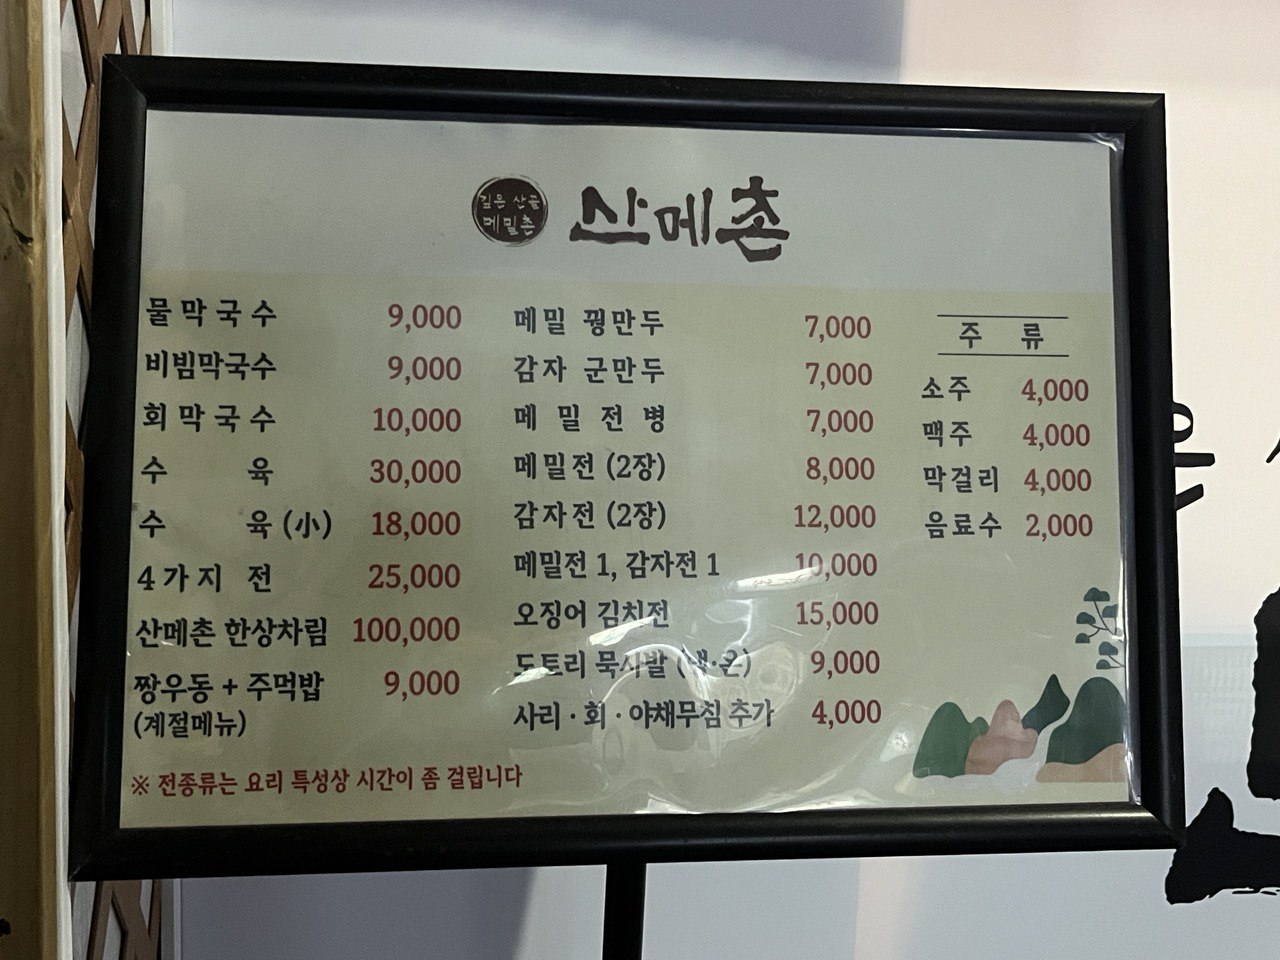 깊은 산들
메밀촌
산메촌
물막국수 9,000
비빔막국수 9,000
회막국수 10,000
수육 30,000
수육 (小) 18,000
4가지 전 25,000
산메촌 한상차림 100,000
짱우동 + 주먹밥 9,000
(계절메뉴)
※ 전종류는 요리 특성상 시간이 좀 걸립니다
메밀 꿩만두 7,000
감자 군만두 7,000
메밀전병 7,000
메밀전 (2장) 8,000
감자전 (2장) 12,000
메밀전 1, 감자전 1 10,000
오징어 김치전 15,000
도토리 묵사발 (냉·온) 9,000
사리 · 회 · 야채무침 추가 4,000
주류
소주 4,000
맥주 4,000
막걸리 4,000
음료수 2,000